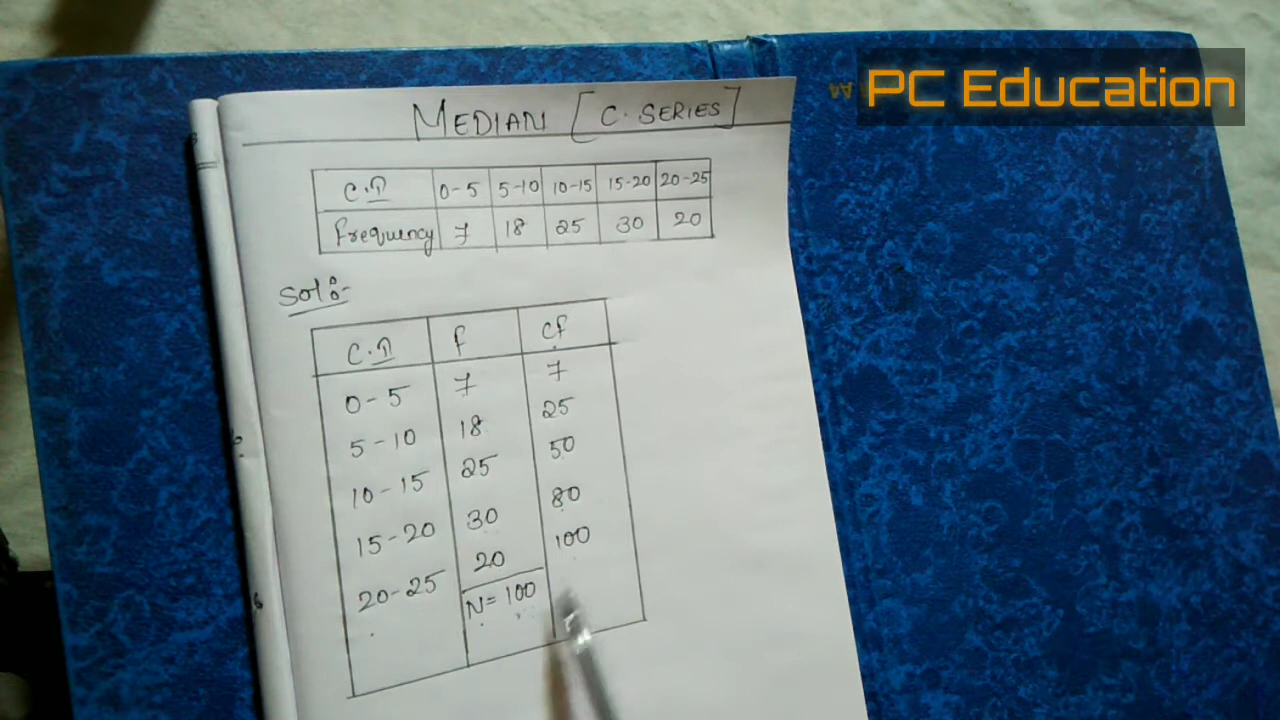 PC Education
MEDIAN [C. SERIES]
C.I 0-5 5-10 10-15 15-20 20-25
frequency 7 18 25 30 20
Sol:-
C.I f cf
0-5 7 7
5-10 18 25
10-15 25 50
15-20 30 80
20-25 20 100
N=100